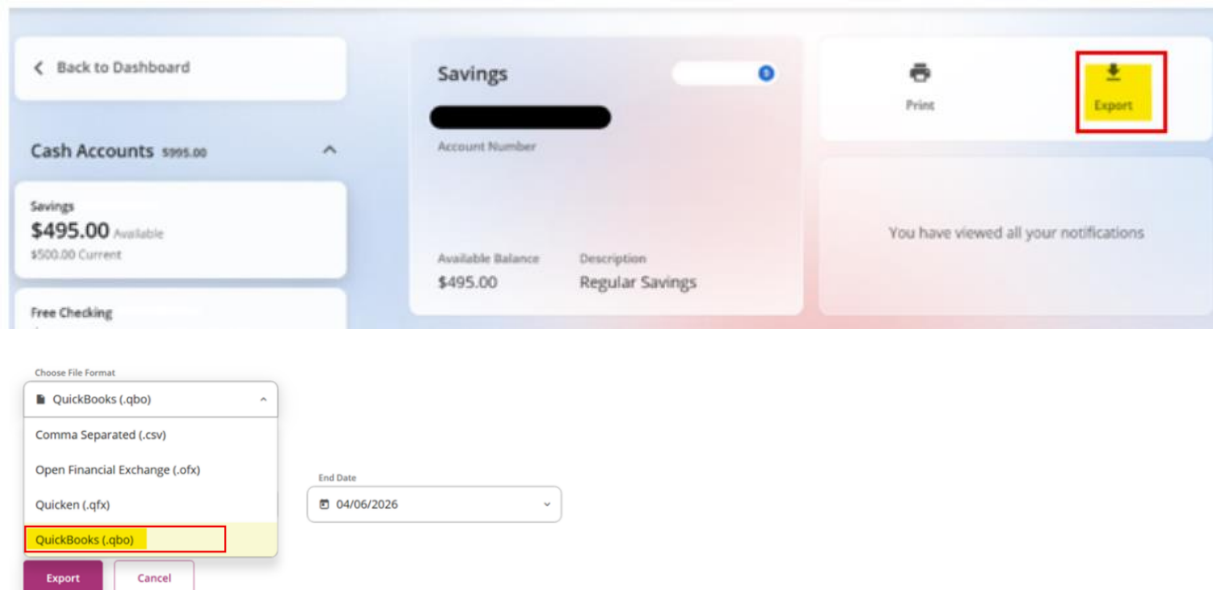 Back to Dashboard
Cash Accounts $995.00
Savings
$495.00 Available
$500.00 Current
Free Checking
Savings
Account Number
Available Balance
$495.00
Description
Regular Savings
Print
Export
You have viewed all your notifications
Choose File Format
QuickBooks (.qbo)
Comma Separated (.csv)
Open Financial Exchange (.ofx)
Quicken (.qfx)
QuickBooks (.qbo)
End Date
04/06/2026
Export
Cancel